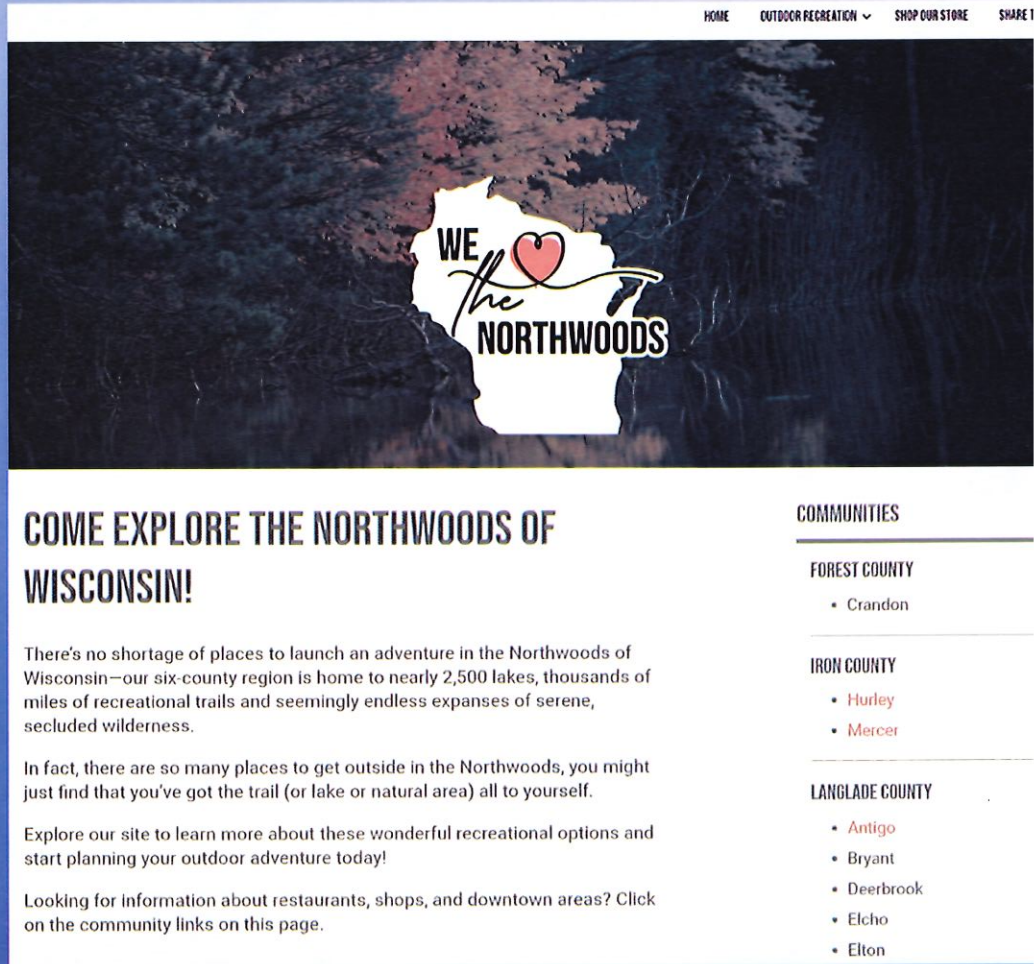 HOME OUTDOOR RECREATION SHOP OUR STORE SHARE
WE
the
NORTHWOODS
COME EXPLORE THE NORTHWOODS OF
WISCONSIN!
There's no shortage of places to launch an adventure in the Northwoods of
Wisconsin—our six-county region is home to nearly 2,500 lakes, thousands of
miles of recreational trails and seemingly endless expanses of serene,
secluded wilderness.
In fact, there are so many places to get outside in the Northwoods, you might
just find that you've got the trail (or lake or natural area) all to yourself.
Explore our site to learn more about these wonderful recreational options and
start planning your outdoor adventure today!
Looking for information about restaurants, shops, and downtown areas? Click
on the community links on this page.
COMMUNITIES
FOREST COUNTY
• Crandon
IRON COUNTY
• Hurley
• Mercer
LANGLADE COUNTY
• Antigo
• Bryant
• Deerbrook
• Elcho
• Elton